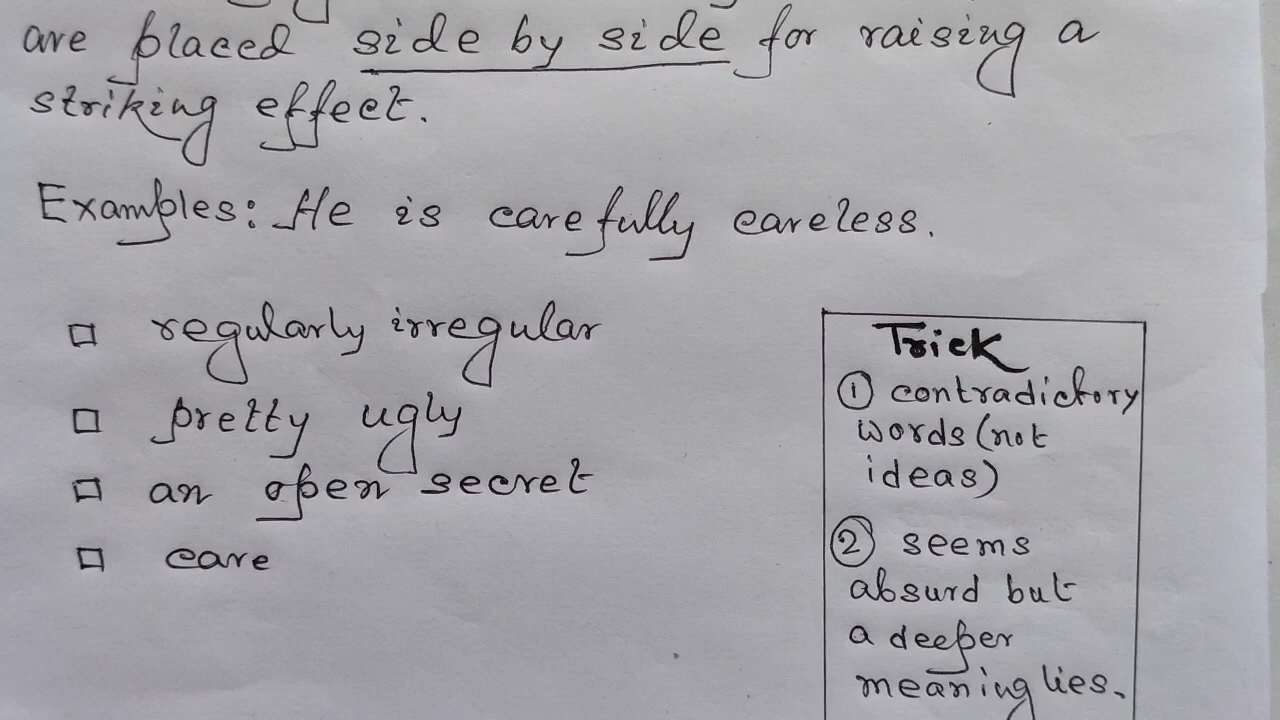 are placed side by side for raising a
striking effect.
Examples: He is carefully careless.
□ regularly irregular
□ pretty ugly
□ an open secret
□ care
Trick
① contradictory
words (not
ideas)
② seems
absurd but
a deeper
meaning lies.